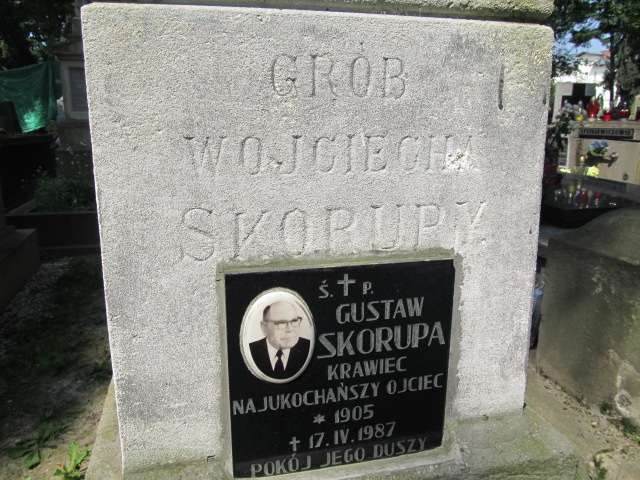 GRÓB
WOJCIECHA
SKORUPY
Ś. † P.
GUSTAW
SKORUPA
KRAWIEC
NAJUKOCHAŃSZY OJCIEC
* 1905
† 17. IV. 1987
POKÓJ JEGO DUSZY